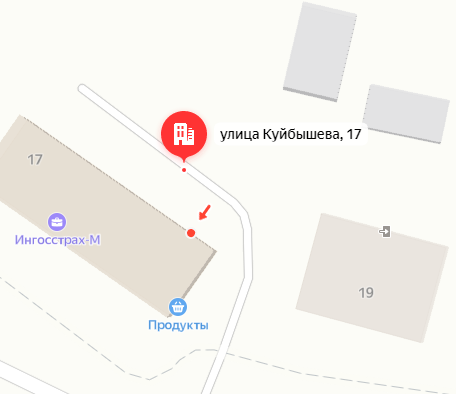 улица Куйбышева, 17
17
Ингосстрах-М
19
Продукты